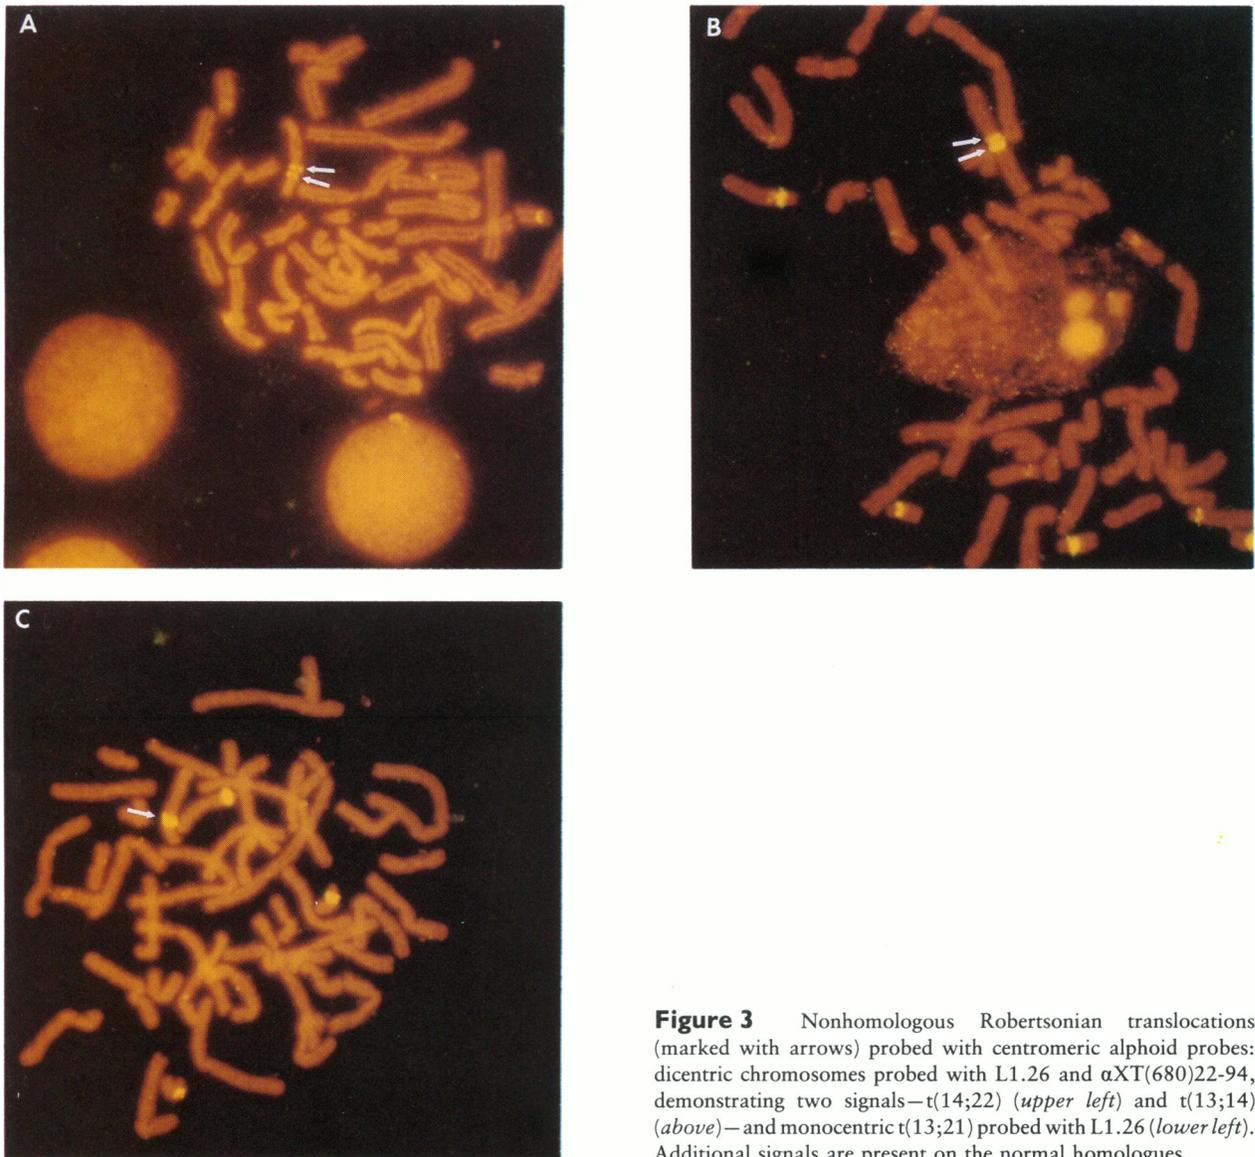 A
B
C
Figure 3 Nonhomologous Robertsonian translocations
(marked with arrows) probed with centromeric alphoid probes:
dicentric chromosomes probed with L1.26 and αXT(680)22-94,
demonstrating two signals—t(14;22) (upper left) and t(13;14)
(above)—and monocentric t(13;21) probed with L1.26 (lower left).
Additional signals are present on the normal homologues.